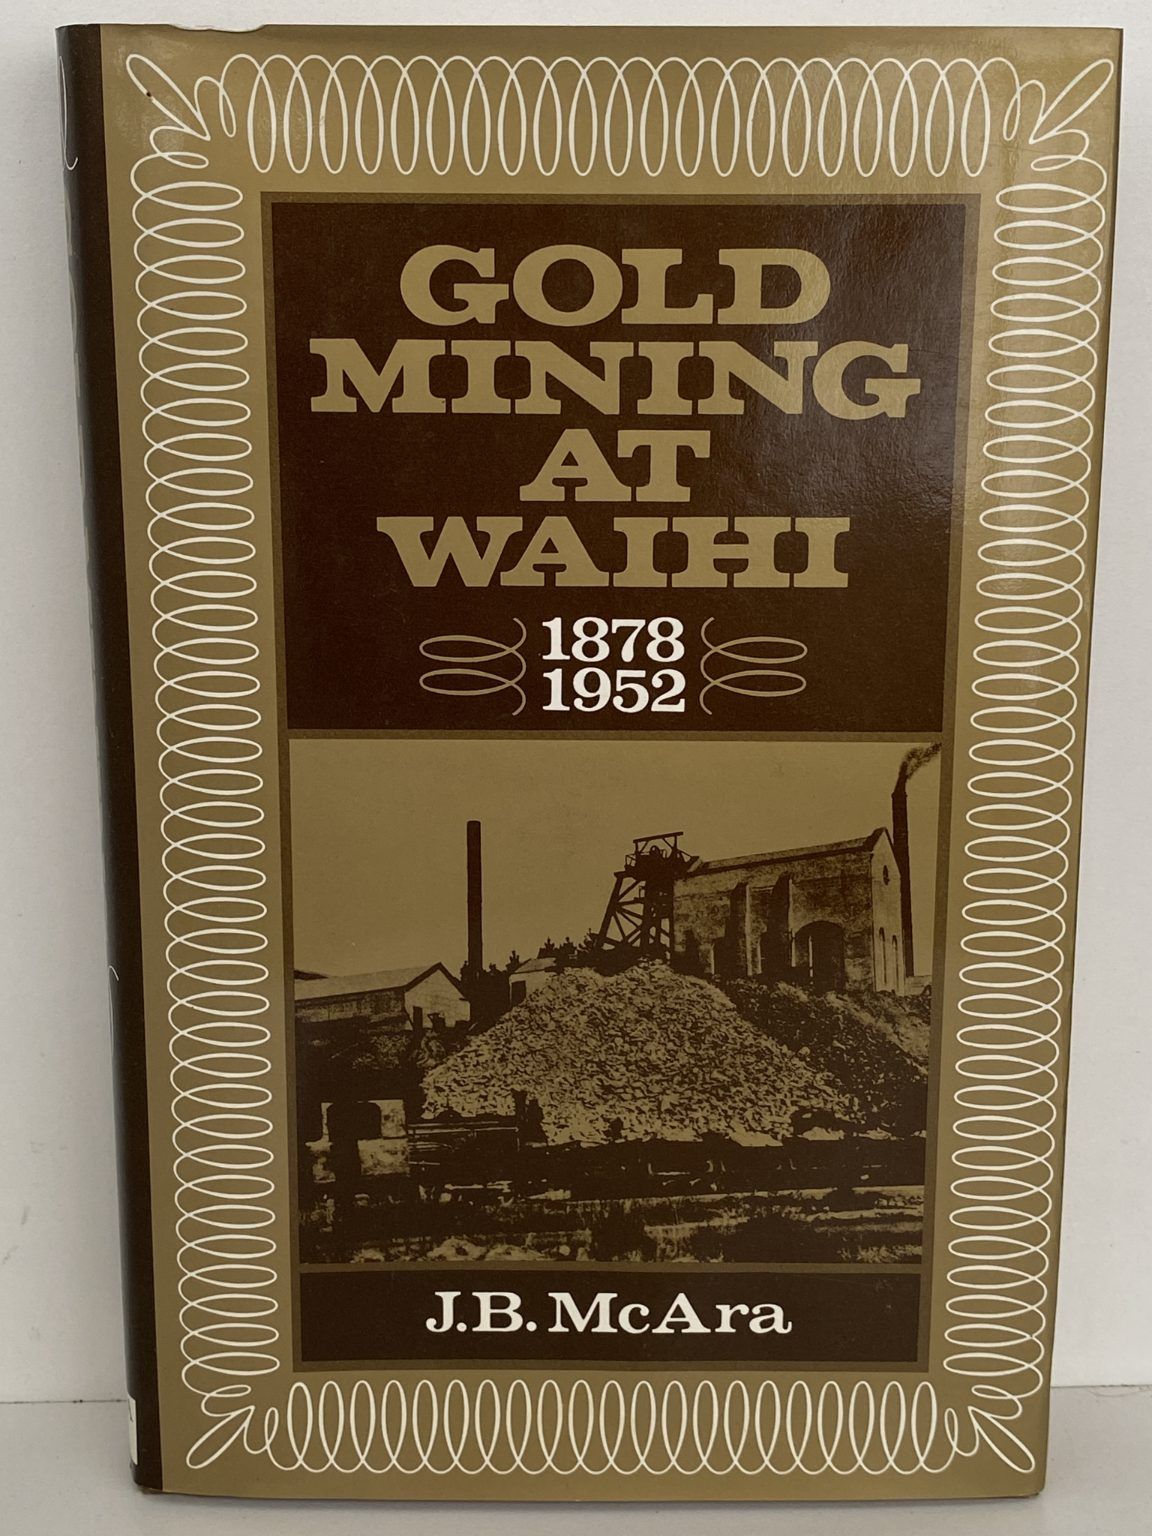 GOLD
MINING
AT
WAIHI
1878
1952
J.B. McAra